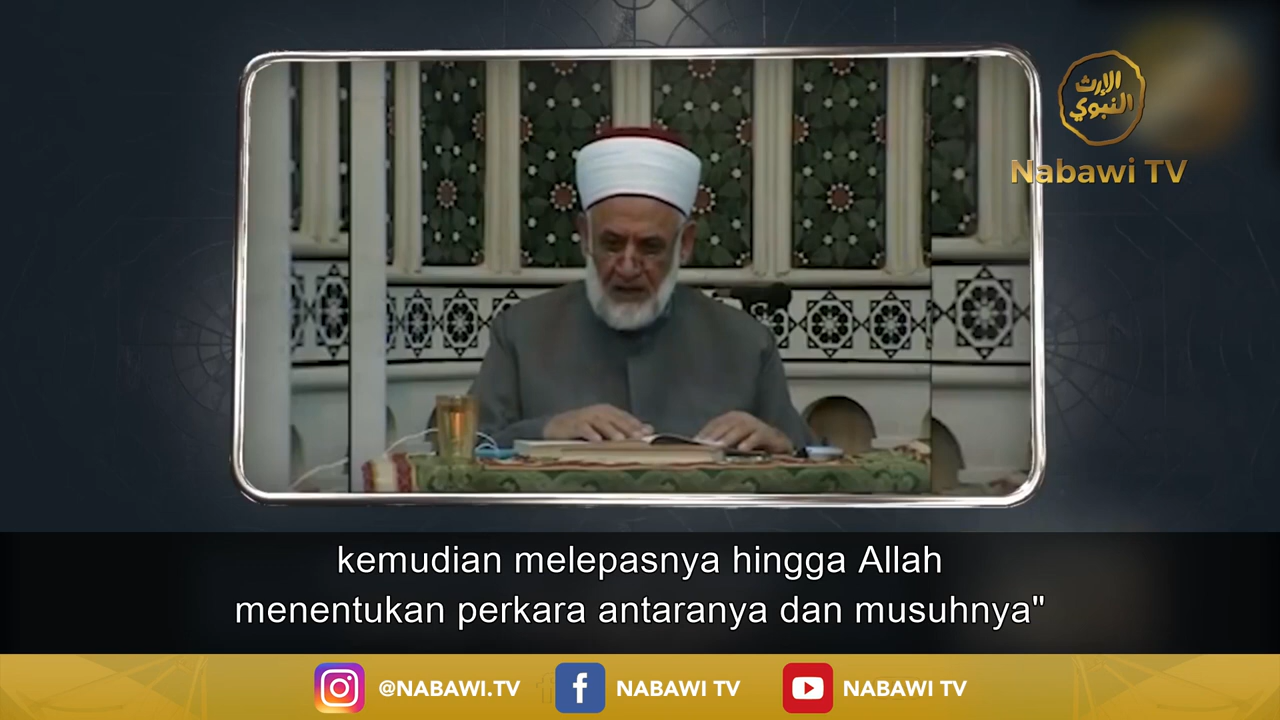 الإرث
النبوي
Nabawi TV
kemudian melepasnya hingga Allah
menentukan perkara antaranya dan musuhnya"
@NABAWI.TV
NABAWI TV
NABAWI TV